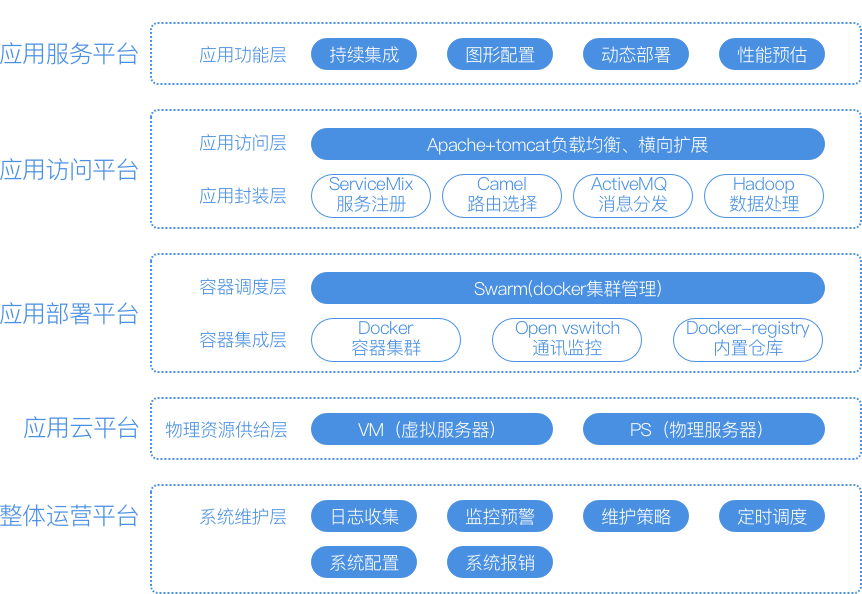 应用服务平台
应用功能层
持续集成
图形配置
动态部署
性能预估
应用访问平台
应用访问层
Apache+tomcat负载均衡、横向扩展
应用封装层
ServiceMix
服务注册
Camel
路由选择
ActiveMQ
消息分发
Hadoop
数据处理
应用部署平台
容器调度层
Swarm(docker集群管理)
容器集成层
Docker
容器集群
Open vswitch
通讯监控
Docker-registry
内置仓库
应用云平台
物理资源供给层
VM（虚拟服务器）
PS（物理服务器）
整体运营平台
系统维护层
日志收集
监控预警
维护策略
定时调度
系统配置
系统报销